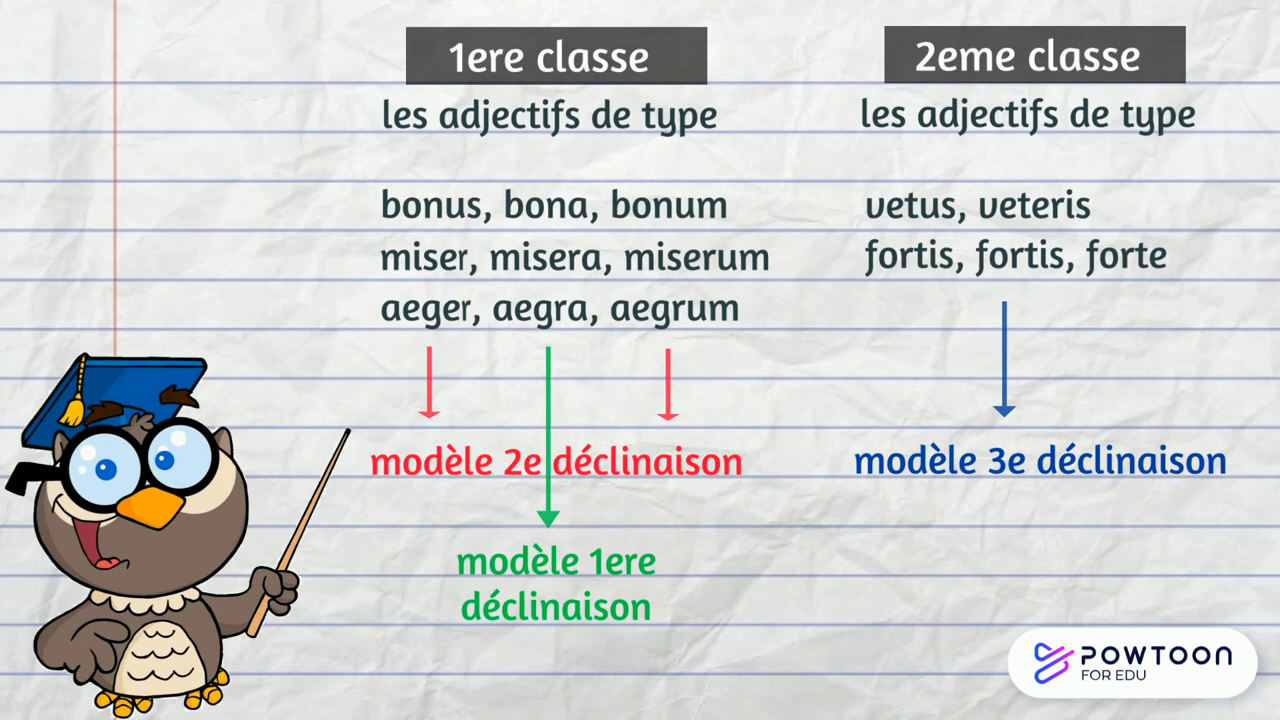 1ere classe
les adjectifs de type
bonus, bona, bonum
miser, misera, miserum
aeger, aegra, aegrum
modèle 2e déclinaison
modèle 1ere
déclinaison
2eme classe
les adjectifs de type
vetus, veteris
fortis, fortis, forte
modèle 3e déclinaison
POWTOON
FOR EDU